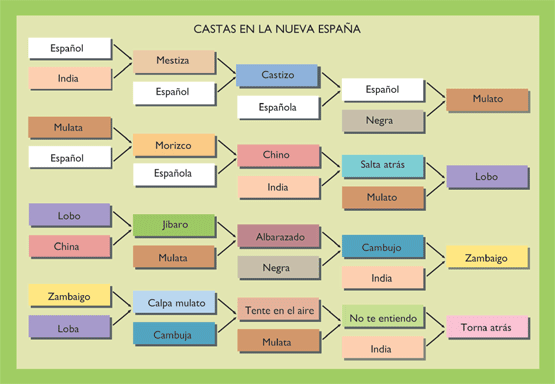 CASTAS EN LA NUEVA ESPAÑA
Español
India
Mestiza
Español
Castizo
Española
Español
Negra
Mulato
Mulata
Español
Morizco
Española
Chino
India
Salta atrás
Mulato
Lobo
Lobo
China
Jíbaro
Mulata
Albarazado
Negra
Cambujo
India
Zambaigo
Zambaigo
Loba
Calpa mulato
Cambuja
Tente en el aire
Mulata
No te entiendo
India
Torna atrás